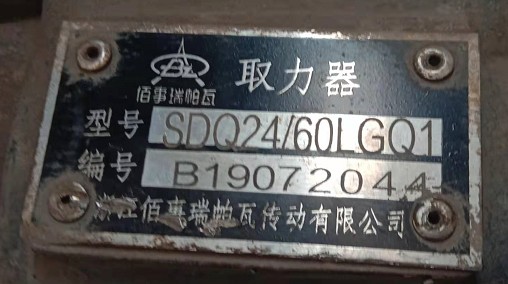 取力器
佰事瑞帕瓦
型号 SDQ24/60LGQ1
编号 B19072044
浙江佰事瑞帕瓦传动有限公司